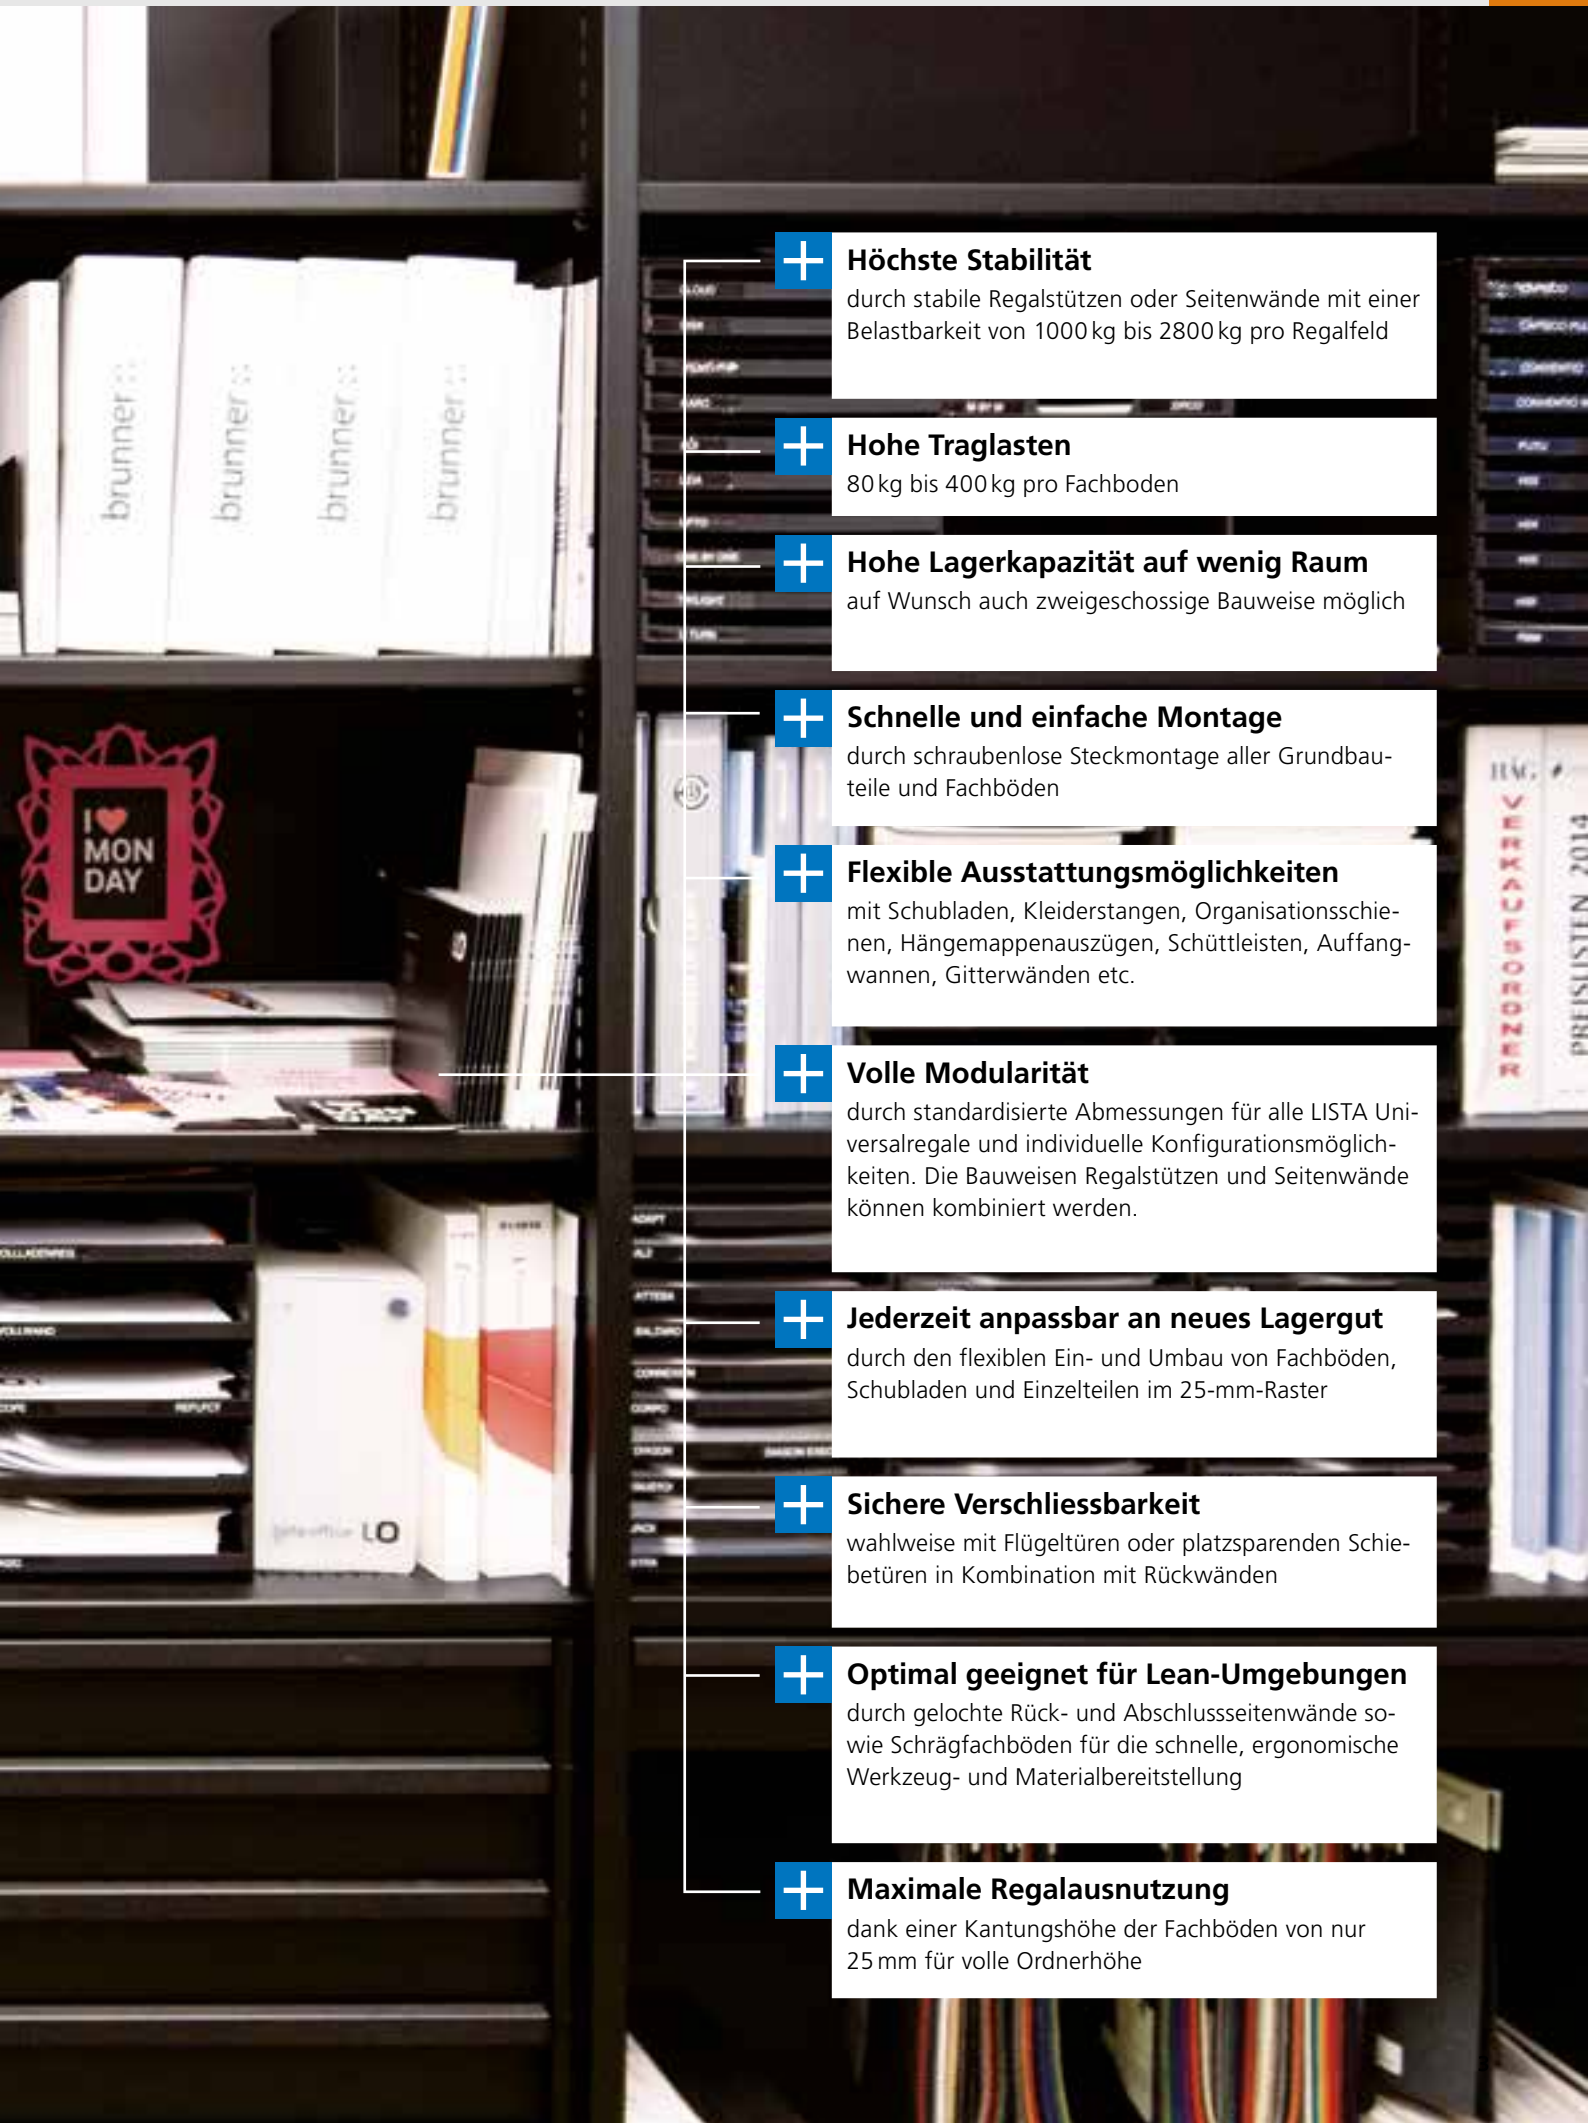 Höchste Stabilität
durch stabile Regalstützen oder Seitenwände mit einer
Belastbarkeit von 1000 kg bis 2800 kg pro Regalfeld
Hohe Traglasten
80 kg bis 400 kg pro Fachboden
Hohe Lagerkapazität auf wenig Raum
auf Wunsch auch zweigeschossige Bauweise möglich
Schnelle und einfache Montage
durch schraubenlose Steckmontage aller Grundbau-
teile und Fachböden
Flexible Ausstattungsmöglichkeiten
mit Schubladen, Kleiderstangen, Organisationsschie-
nen, Hängemappenauszügen, Schüttleisten, Auffang-
wannen, Gitterwänden etc.
Volle Modularität
durch standardisierte Abmessungen für alle LISTA Uni-
versalregale und individuelle Konfigurationsmöglich-
keiten. Die Bauweisen Regalstützen und Seitenwände
können kombiniert werden.
Jederzeit anpassbar an neues Lagergut
durch den flexiblen Ein- und Umbau von Fachböden,
Schubladen und Einzelteilen im 25-mm-Raster
Sichere Verschliessbarkeit
wahlweise mit Flügeltüren oder platzsparenden Schie-
betüren in Kombination mit Rückwänden
Optimal geeignet für Lean-Umgebungen
durch gelochte Rück- und Abschlussseitenwände so-
wie Schrägfachböden für die schnelle, ergonomische
Werkzeug- und Materialbereitstellung
Maximale Regalausnutzung
dank einer Kantungshöhe der Fachböden von nur
25 mm für volle Ordnerhöhe
brunner
brunner
brunner
brunner
I ♥
MON
DAY
HÅG
VERKAUFSORDNER
PREISLISTEN 2014
LO